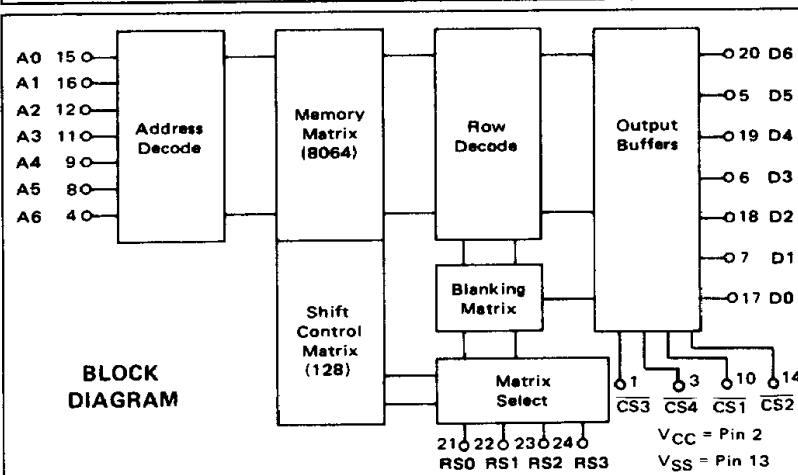 A0 15
A1 16
A2 12
A3 11
A4 9
A5 8
A6 4
Address
Decode
Memory
Matrix
(8064)
Row
Decode
Output
Buffers
20 D6
5 D5
19 D4
6 D3
18 D2
7 D1
17 D0
Shift
Control
Matrix
(128)
Blanking
Matrix
Matrix
Select
BLOCK
DIAGRAM
1 3 10 14
CS3 CS4 CS1 CS2
21 22 23 24
RS0 RS1 RS2 RS3
VCC = Pin 2
VSS = Pin 13